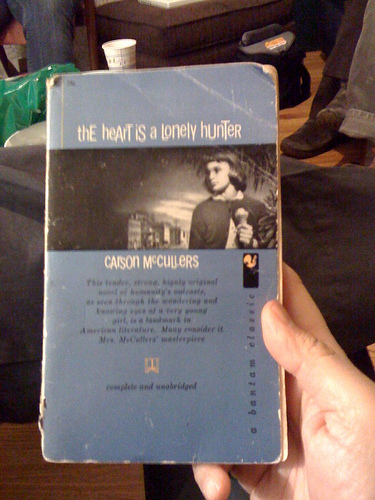 thE heArT is a lonely hunTer
CArson McCullers
This tender, strong, highly original
novel of humanity's outcasts,
as seen through the wondering and
knowing eyes of a very young
girl, is a landmark in
American literature. Many consider it
Mrs. McCullers' masterpiece
complete and unabridged
a bantam classic